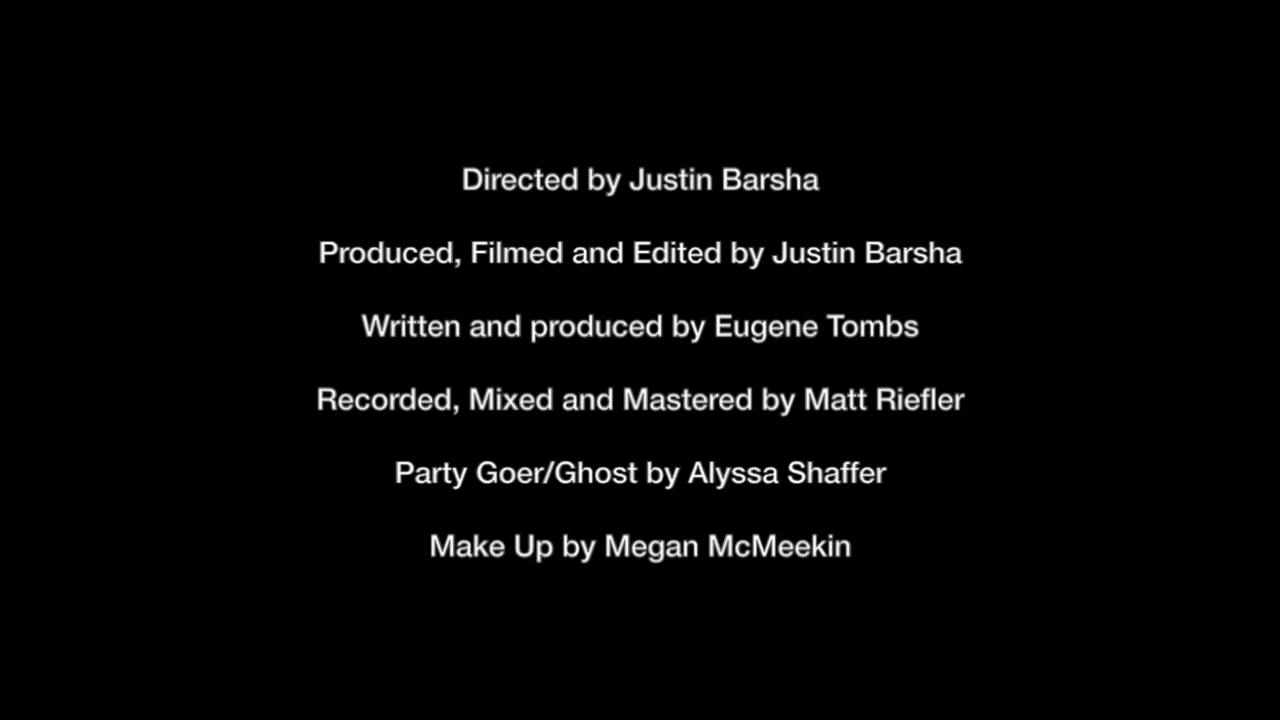 Directed by Justin Barsha
Produced, Filmed and Edited by Justin Barsha
Written and produced by Eugene Tombs
Recorded, Mixed and Mastered by Matt Riefler
Party Goer/Ghost by Alyssa Shaffer
Make Up by Megan McMeekin